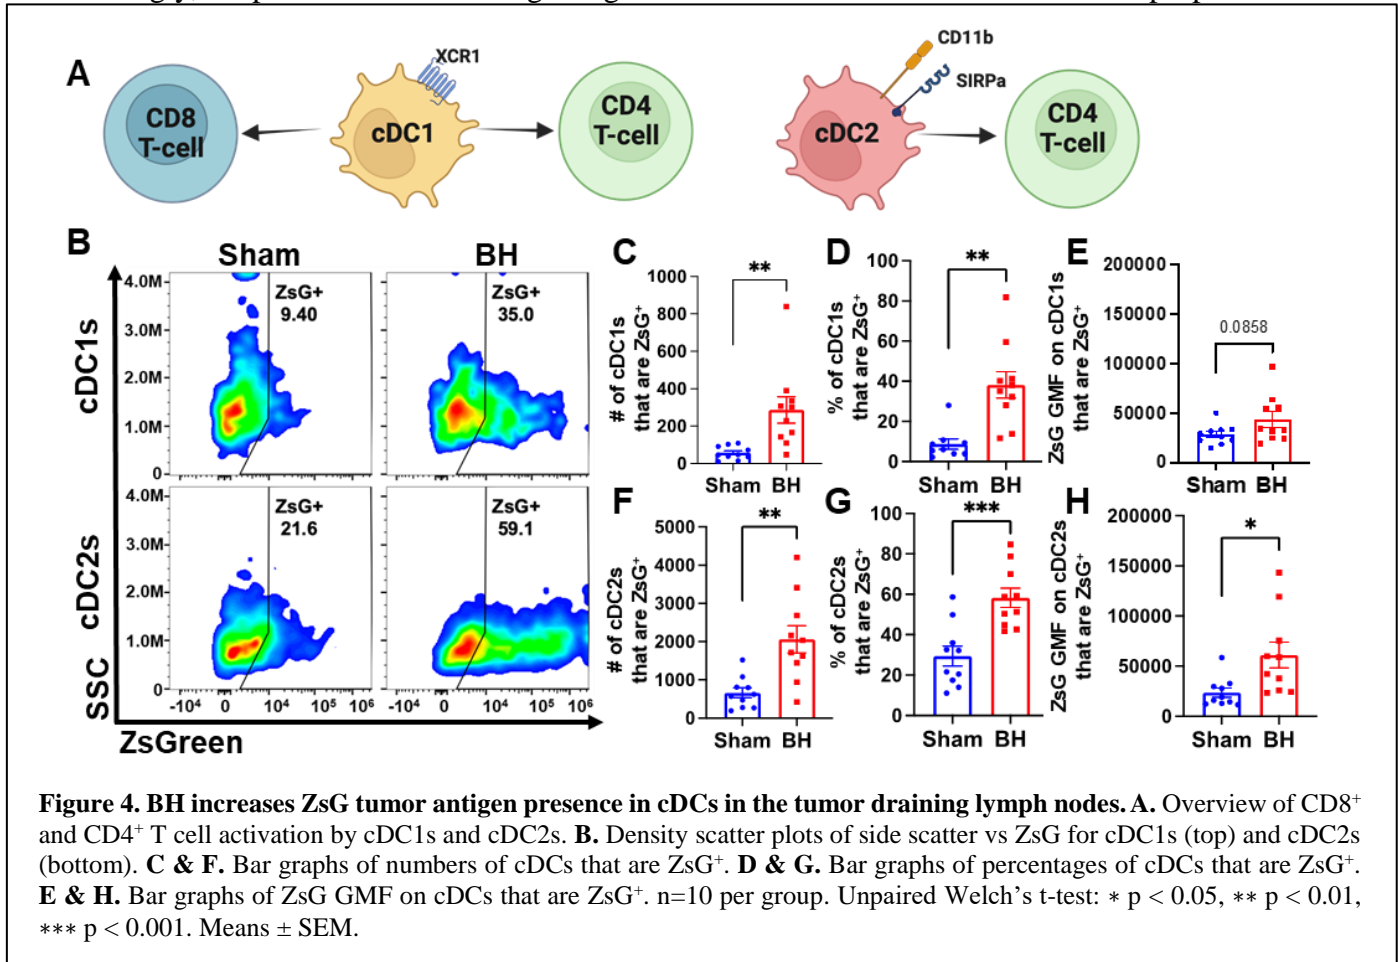 A
CD8
T-cell
XCR1
cDC1
CD4
T-cell
CD11b
SIRPa
cDC2
CD4
T-cell
B
Sham
BH
cDC1s
4.0M
3.0M
2.0M
1.0M
0
ZsG+
9.40
ZsG+
35.0
cDC2s
4.0M
3.0M
2.0M
1.0M
0
ZsG+
21.6
ZsG+
59.1
SSC
-10⁴ 0 10⁴ 10⁵ 10⁶
-10⁴ 0 10⁴ 10⁵ 10⁶
ZsGreen
C
# of cDC1s
that are ZsG⁺
1000
800
600
400
200
0
**
Sham BH
D
% of cDC1s
that are ZsG⁺
100
80
60
40
20
0
**
Sham BH
E
ZsG GMF on cDC1s
that are ZsG⁺
200000
150000
100000
50000
0
0.0858
Sham BH
F
# of cDC2s
that are ZsG⁺
5000
4000
3000
2000
1000
0
**
Sham BH
G
% of cDC2s
that are ZsG⁺
100
80
60
40
20
0
***
Sham BH
H
ZsG GMF on cDC2s
that are ZsG⁺
200000
150000
100000
50000
0
*
Sham BH
Figure 4. BH increases ZsG tumor antigen presence in cDCs in the tumor draining lymph nodes. A. Overview of CD8⁺
and CD4⁺ T cell activation by cDC1s and cDC2s. B. Density scatter plots of side scatter vs ZsG for cDC1s (top) and cDC2s
(bottom). C & F. Bar graphs of numbers of cDCs that are ZsG⁺. D & G. Bar graphs of percentages of cDCs that are ZsG⁺.
E & H. Bar graphs of ZsG GMF on cDCs that are ZsG⁺. n=10 per group. Unpaired Welch’s t-test: * p < 0.05, ** p < 0.01,
*** p < 0.001. Means ± SEM.